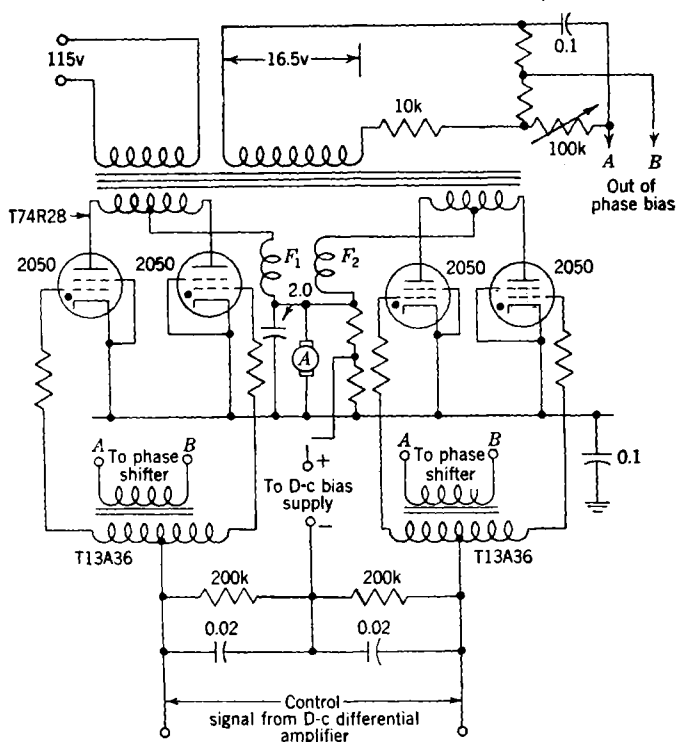 115v
16.5v
0.1
10k
100k
A
B
Out of
phase bias
T74R28
2050
2050
F1
F2
2.0
2050
2050
A
A
B
To phase
shifter
+
To D-c bias
supply
−
A
B
To phase
shifter
0.1
T13A36
T13A36
200k
200k
0.02
0.02
Control
signal from D-c differential
amplifier